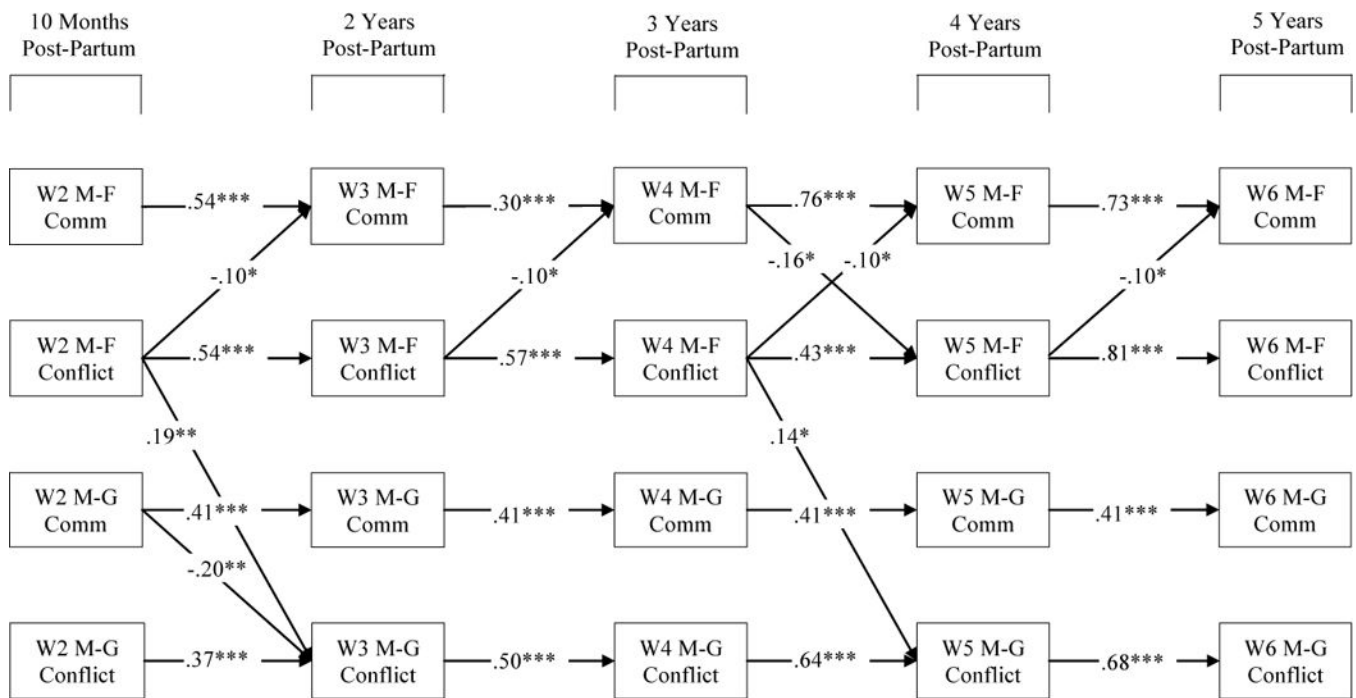 10 Months
Post-Partum
2 Years
Post-Partum
3 Years
Post-Partum
4 Years
Post-Partum
5 Years
Post-Partum
W2 M-F
Comm
.54***
W3 M-F
Comm
.30***
W4 M-F
Comm
.76***
W5 M-F
Comm
.73***
W6 M-F
Comm
-.10*
-.10*
-.16*
-.10*
-.10*
W2 M-F
Conflict
.54***
W3 M-F
Conflict
.57***
W4 M-F
Conflict
.43***
W5 M-F
Conflict
.81***
W6 M-F
Conflict
.19**
.14*
W2 M-G
Comm
.41***
W3 M-G
Comm
.41***
W4 M-G
Comm
.41***
W5 M-G
Comm
.41***
W6 M-G
Comm
-.20**
W2 M-G
Conflict
.37***
W3 M-G
Conflict
.50***
W4 M-G
Conflict
.64***
W5 M-G
Conflict
.68***
W6 M-G
Conflict